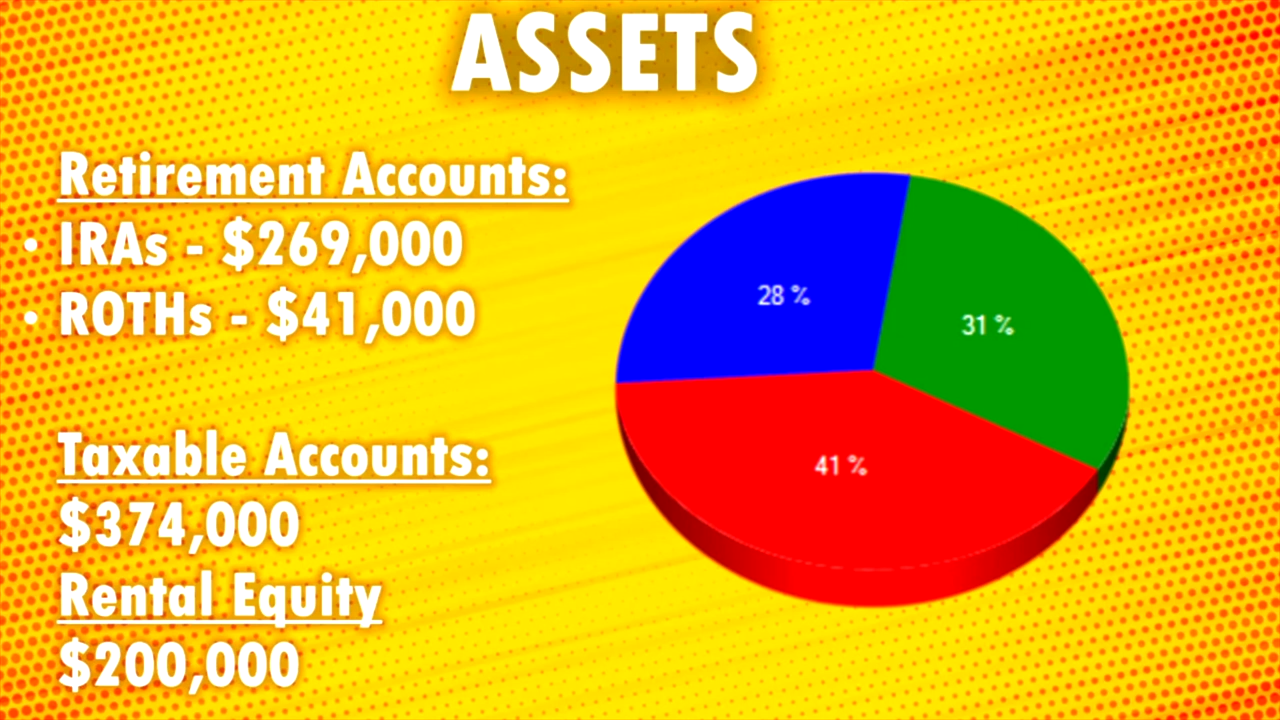 ASSETS
Retirement Accounts:
• IRAs - $269,000
• ROTHs - $41,000
Taxable Accounts:
$374,000
Rental Equity
$200,000
28 %
31 %
41 %